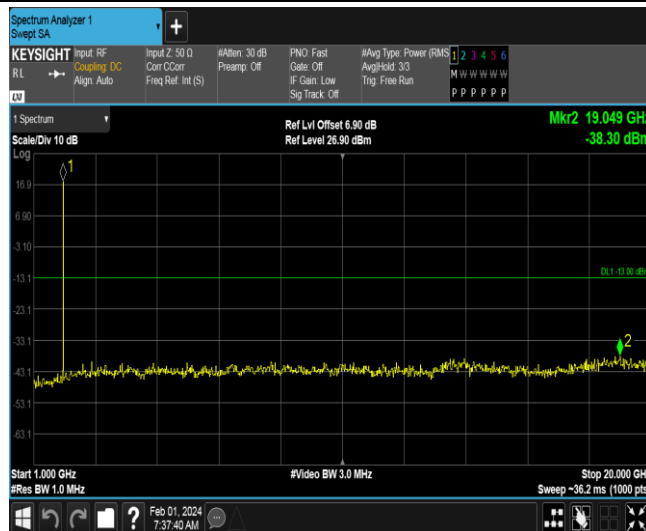 Spectrum Analyzer 1
Swept SA
+
KEYSIGHT Input: RF Input Z: 50 Ω #Atten: 30 dB PNO: Fast #Avg Type: Power (RMS 1 2 3 4 5 6
RL Coupling: DC Corr CCorr Preamp: Off Gate: Off Avg|Hold: 3/3 M W W W W W
Align: Auto Freq Ref: Int (S) IF Gain: Low Trig: Free Run
Sig Track: Off P P P P P P
LXI
1 Spectrum Ref Lvl Offset 6.90 dB Mkr2 19.049 GHz
Scale/Div 10 dB Ref Level 26.90 dBm -38.30 dBm
Log
1
16.9
6.90
-3.10
DL1 -13.00 dBm
-13.1
-23.1
-33.1
2
-43.1
-53.1
-63.1
Start 1.000 GHz #Video BW 3.0 MHz Stop 20.000 GHz
#Res BW 1.0 MHz Sweep ~36.2 ms (1000 pts
? Feb 01, 2024
7:37:40 AM